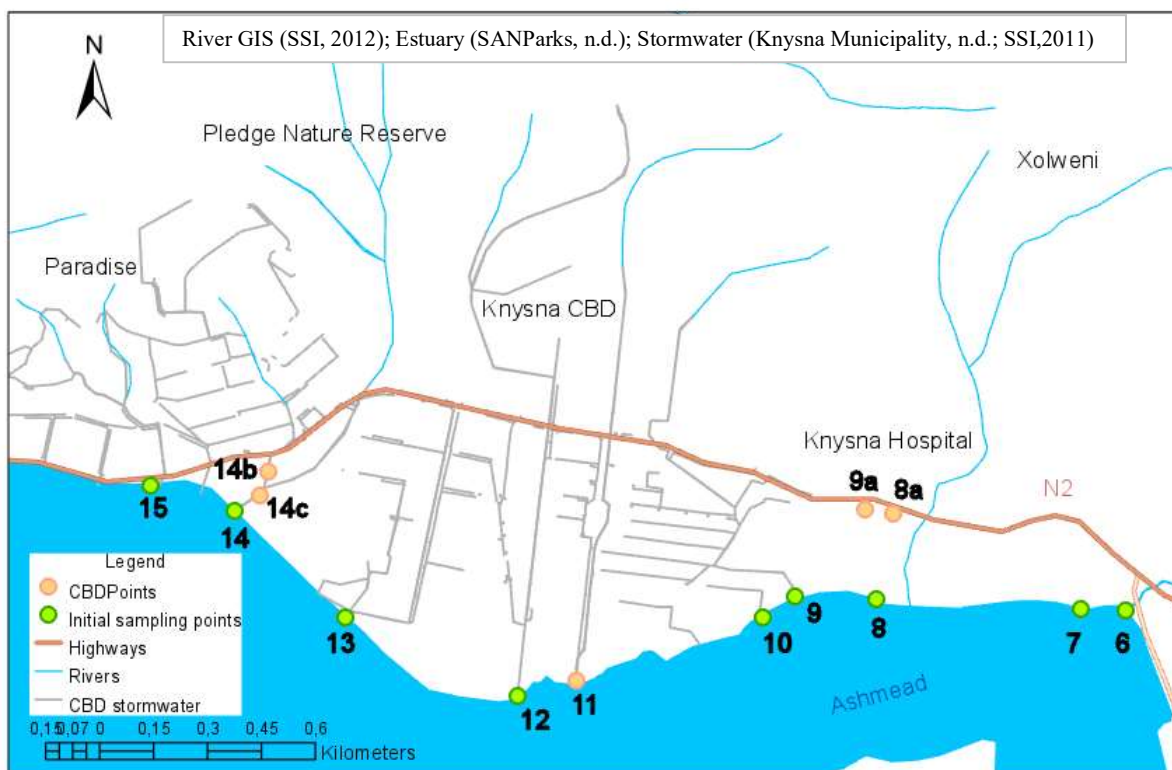 River GIS (SSI, 2012); Estuary (SANParks, n.d.); Stormwater (Knysna Municipality, n.d.; SSI,2011)
N
Pledge Nature Reserve
Xolweni
Paradise
Knysna CBD
Knysna Hospital
14b
9a
8a
N2
15
14c
14
Legend
CBDPoints
Initial sampling points
Highways
Rivers
CBD stormwater
13
9
10
8
7
6
11
12
Ashmead
0,15 0,07 0 0,15 0,3 0,45 0,6
Kilometers